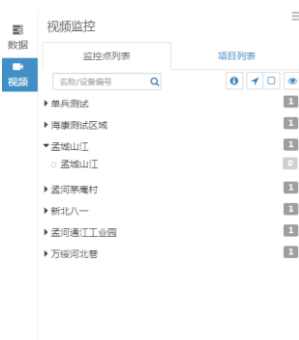 视频监控
数据
视频
监控点列表 项目列表
名称/设备编号
单兵测试 1
海康测试区域 1
孟城山江 1
孟城山江 0
孟河茅庵村 1
新北八一 1
孟河通江工业园 1
万绥河北巷 1